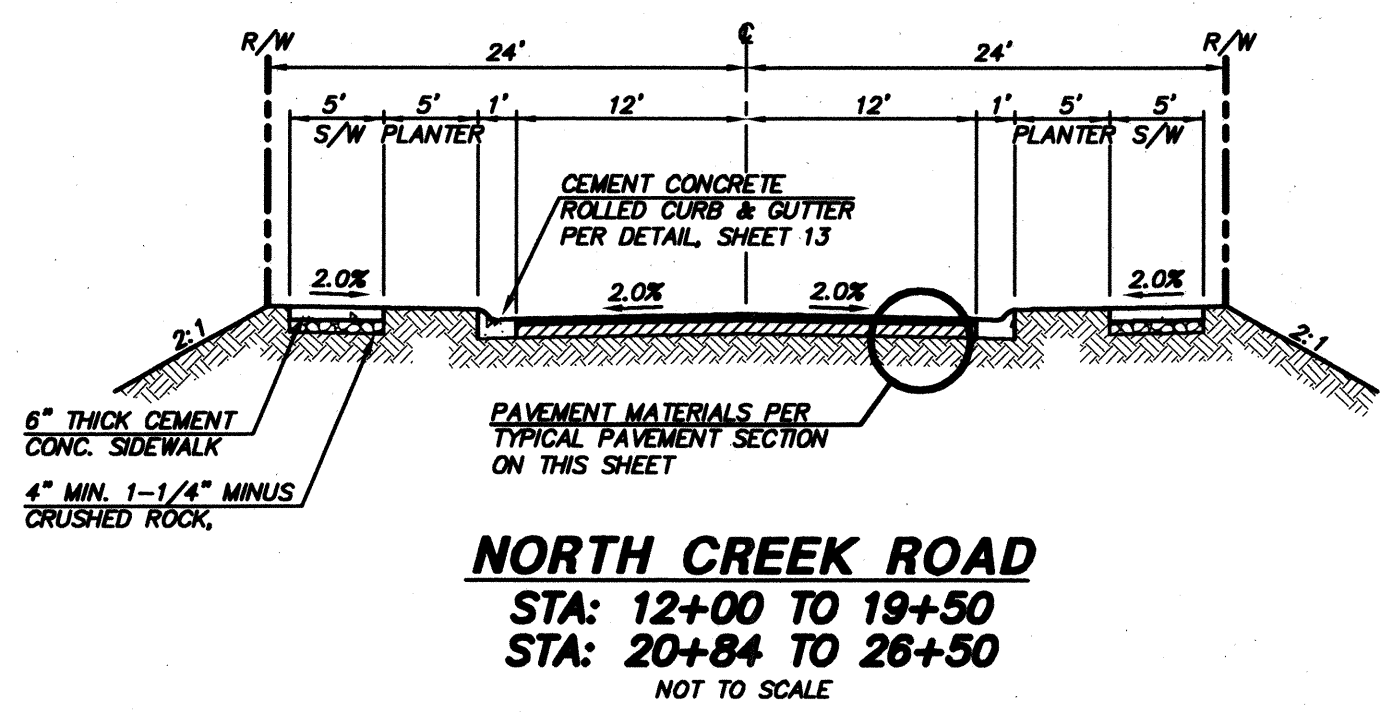 R/W
24'
℄
24'
R/W
5'
5'
1'
12'
12'
1'
5'
5'
S/W
PLANTER
PLANTER
S/W
CEMENT CONCRETE
ROLLED CURB & GUTTER
PER DETAIL, SHEET 13
2.0%
2.0%
2.0%
2.0%
2:1
2:1
6" THICK CEMENT
CONC. SIDEWALK
4" MIN. 1-1/4" MINUS
CRUSHED ROCK,
PAVEMENT MATERIALS PER
TYPICAL PAVEMENT SECTION
ON THIS SHEET
NORTH CREEK ROAD
STA: 12+00 TO 19+50
STA: 20+84 TO 26+50
NOT TO SCALE